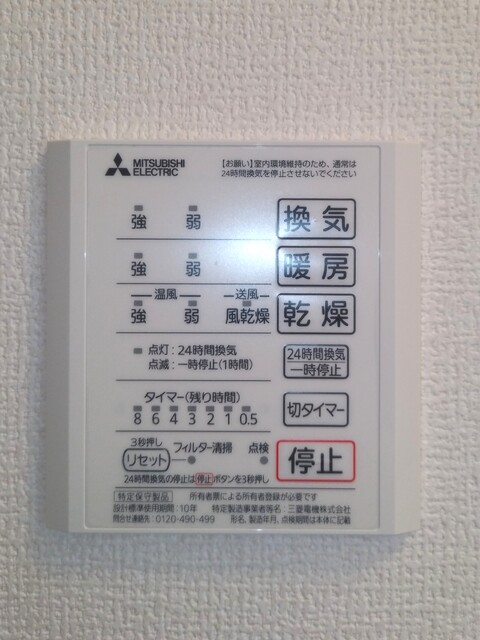 MITSUBISHI
ELECTRIC
【お願い】室内環境維持のため、通常は
24時間換気を停止させないでください
強 弱 換気
強 弱 暖房
温風 送風
強 弱 風乾燥 乾燥
点灯:24時間換気
点滅:一時停止(1時間)
24時間換気
一時停止
タイマー(残り時間)
8 6 4 3 2 1 0.5
切タイマー
3秒押し
リセット フィルター清掃 点検
停止
24時間換気の停止は停止ボタンを3秒押し
特定保守製品 所有者票による所有者登録が必要です
設計標準使用期間:10年 特定製造事業者等名:三菱電機株式会社
問合せ連絡先:0120-490-499 形名、製造年月、点検期間は本体に記載